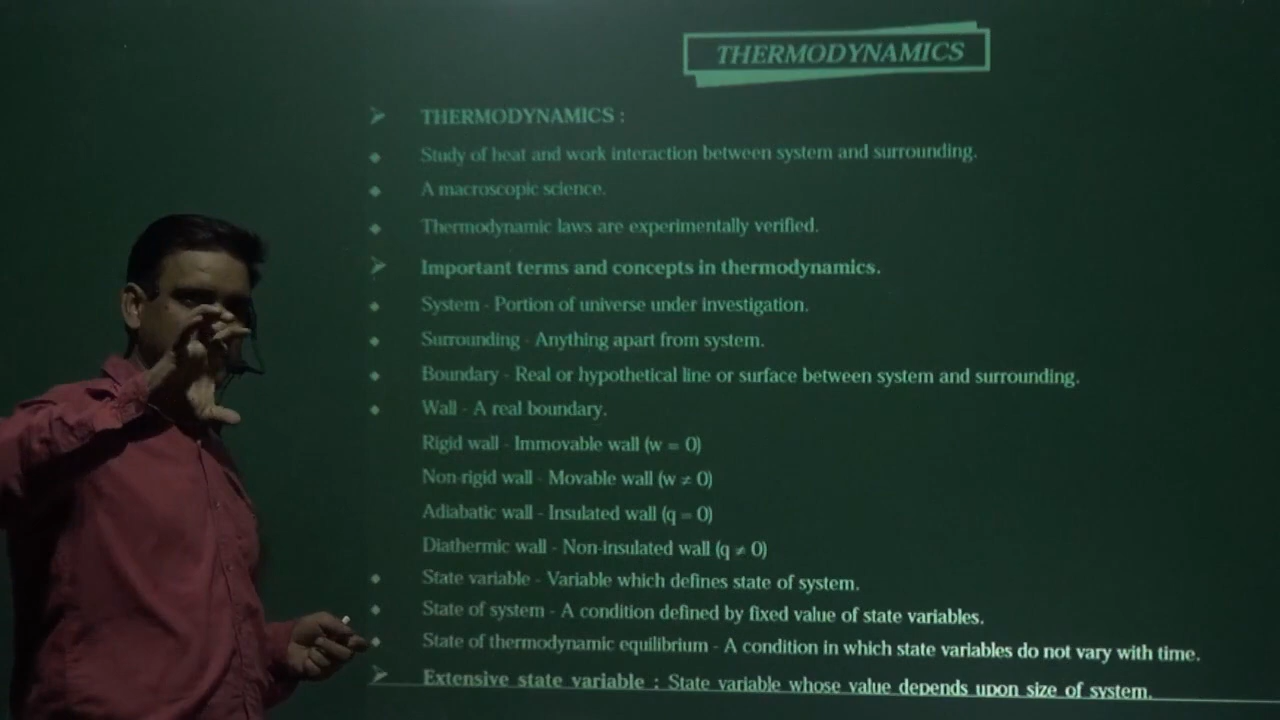 THERMODYNAMICS
THERMODYNAMICS :
Study of heat and work interaction between system and surrounding.
A macroscopic science.
Thermodynamic laws are experimentally verified.
Important terms and concepts in thermodynamics.
System - Portion of universe under investigation.
Surrounding - Anything apart from system.
Boundary - Real or hypothetical line or surface between system and surrounding.
Wall - A real boundary.
Rigid wall - Immovable wall (w = 0)
Non-rigid wall - Movable wall (w ≠ 0)
Adiabatic wall - Insulated wall (q = 0)
Diathermic wall - Non-insulated wall (q ≠ 0)
State variable - Variable which defines state of system.
State of system - A condition defined by fixed value of state variables.
State of thermodynamic equilibrium - A condition in which state variables do not vary with time.
Extensive state variable : State variable whose value depends upon size of system.